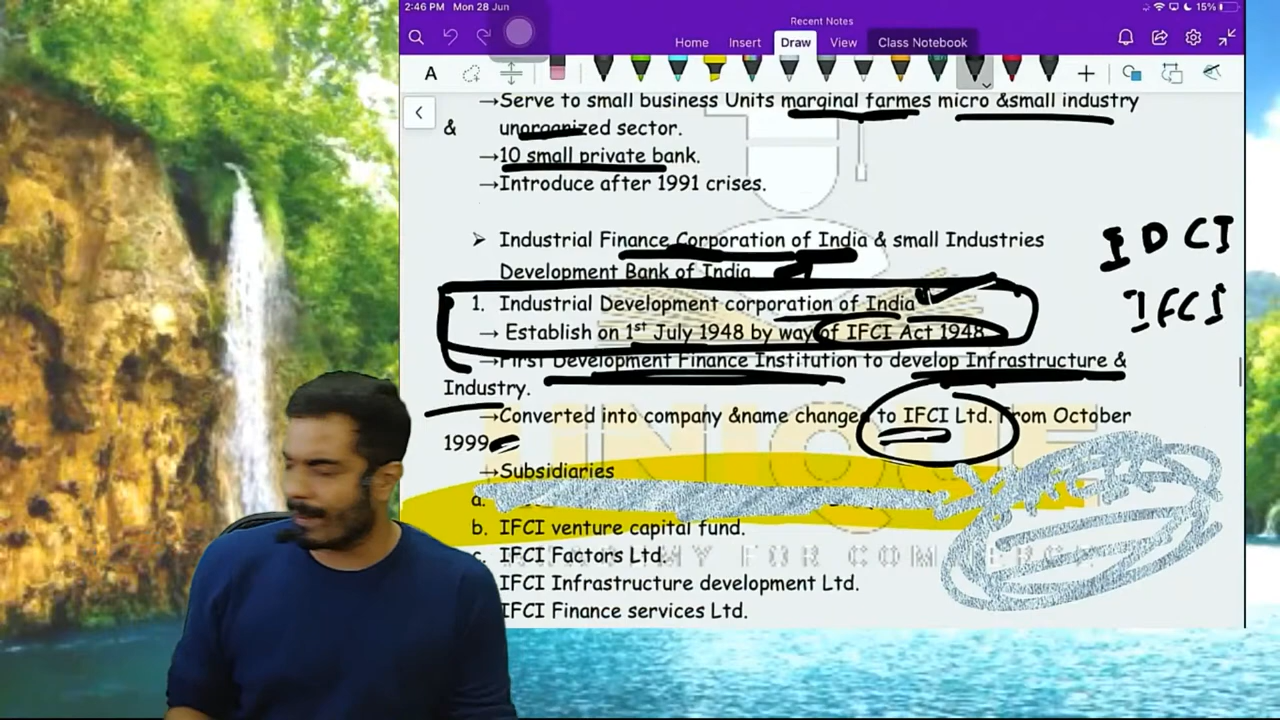 2:46 PM Mon 28 Jun
15%
Recent Notes
Home Insert Draw View Class Notebook
A
→Serve to small business Units marginal farmes micro &small industry
& unorganized sector.
→10 small private bank.
→Introduce after 1991 crises.
➢ Industrial Finance Corporation of India & small Industries
Development Bank of India
IDCI
1. Industrial Development corporation of India
IFCI
→ Establish on 1st July 1948 by way of IFCI Act 1948
→First Development Finance Institution to develop Infrastructure &
Industry.
→Converted into company &name changed to IFCI Ltd. From October
1999
→Subsidiaries
a.
b. IFCI venture capital fund.
c. IFCI Factors Ltd.
IFCI Infrastructure development Ltd.
IFCI Finance services Ltd.
UNIQUE
ACADEMY FOR COMMERCE